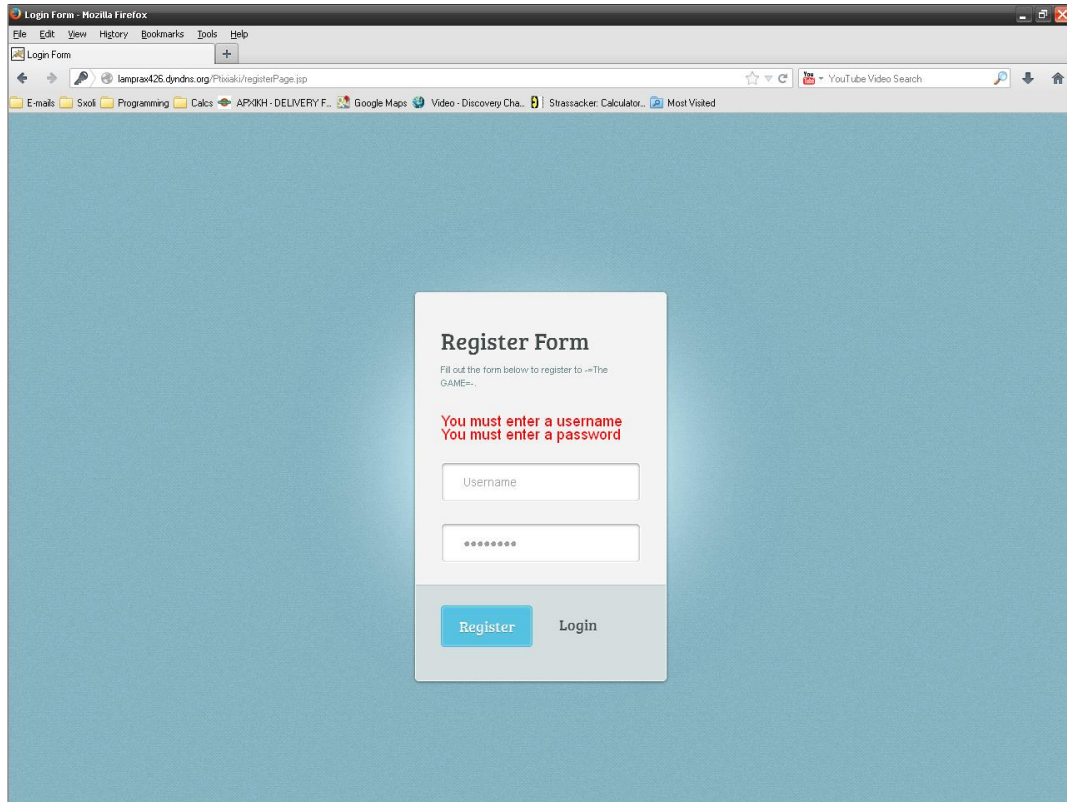 Login Form - Mozilla Firefox
File Edit View History Bookmarks Tools Help
Login Form
lamprax426.dyndns.org/Ptixiaki/registerPage.jsp
YouTube Video Search
E-mails Sxoli Programming Calcs ΑΡΧΙΚΗ - DELIVERY F... Google Maps Video - Discovery Cha... Strassacker: Calculator... Most Visited
Register Form
Fill out the form below to register to -=The
GAME=-.
You must enter a username
You must enter a password
Username
Register Login